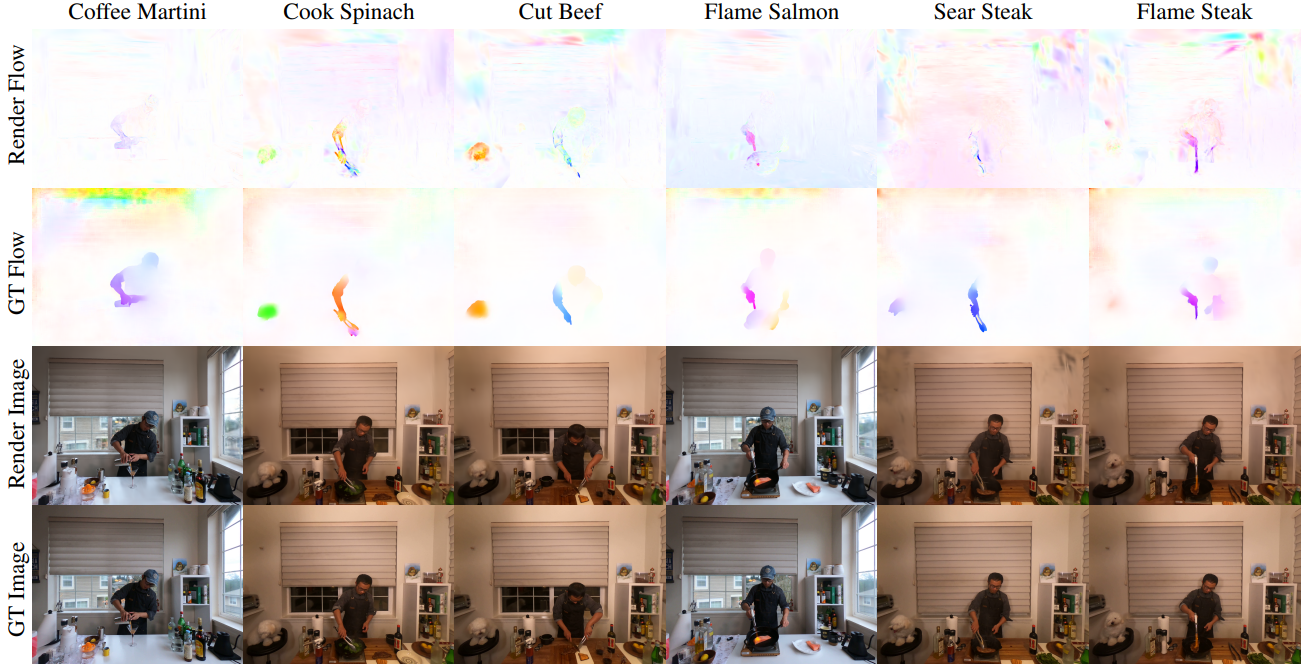 Coffee Martini Cook Spinach Cut Beef Flame Salmon Sear Steak Flame Steak
Render Flow
GT Flow
Render Image
GT Image